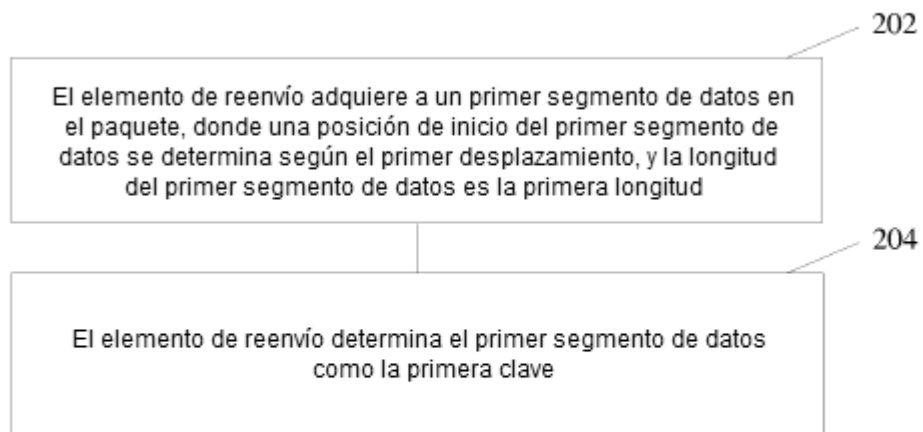 202
El elemento de reenvío adquiere a un primer segmento de datos en
el paquete, donde una posición de inicio del primer segmento de
datos se determina según el primer desplazamiento, y la longitud
del primer segmento de datos es la primera longitud
204
El elemento de reenvío determina el primer segmento de datos
como la primera clave